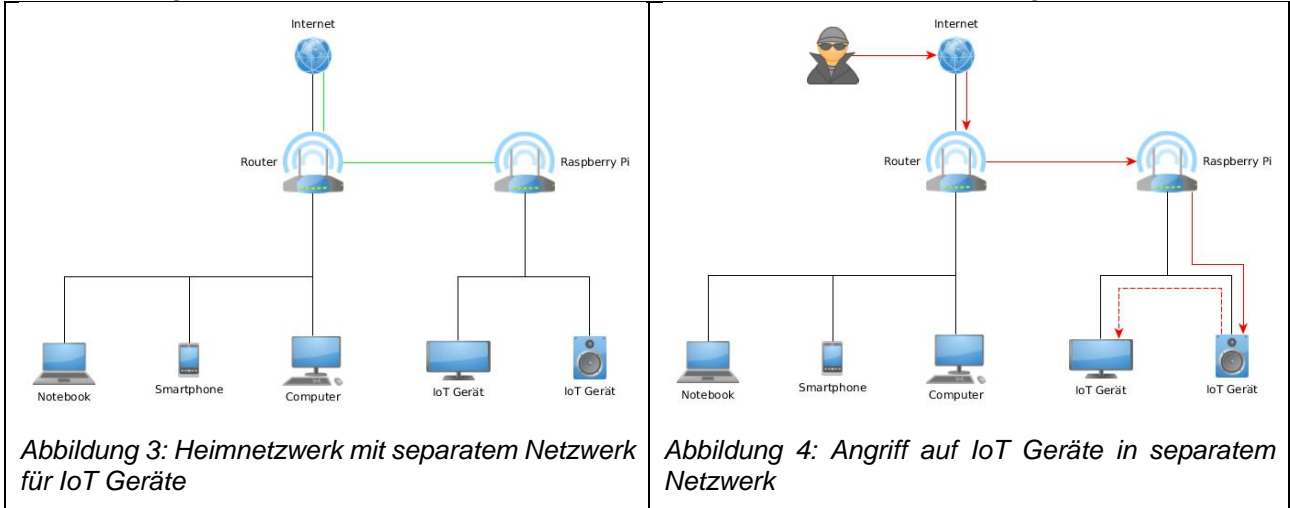 Internet
Router
Raspberry Pi
Notebook
Smartphone
Computer
IoT Gerät
IoT Gerät
Abbildung 3: Heimnetzwerk mit separatem Netzwerk
für IoT Geräte
Internet
Router
Raspberry Pi
Notebook
Smartphone
Computer
IoT Gerät
IoT Gerät
Abbildung 4: Angriff auf IoT Geräte in separatem
Netzwerk